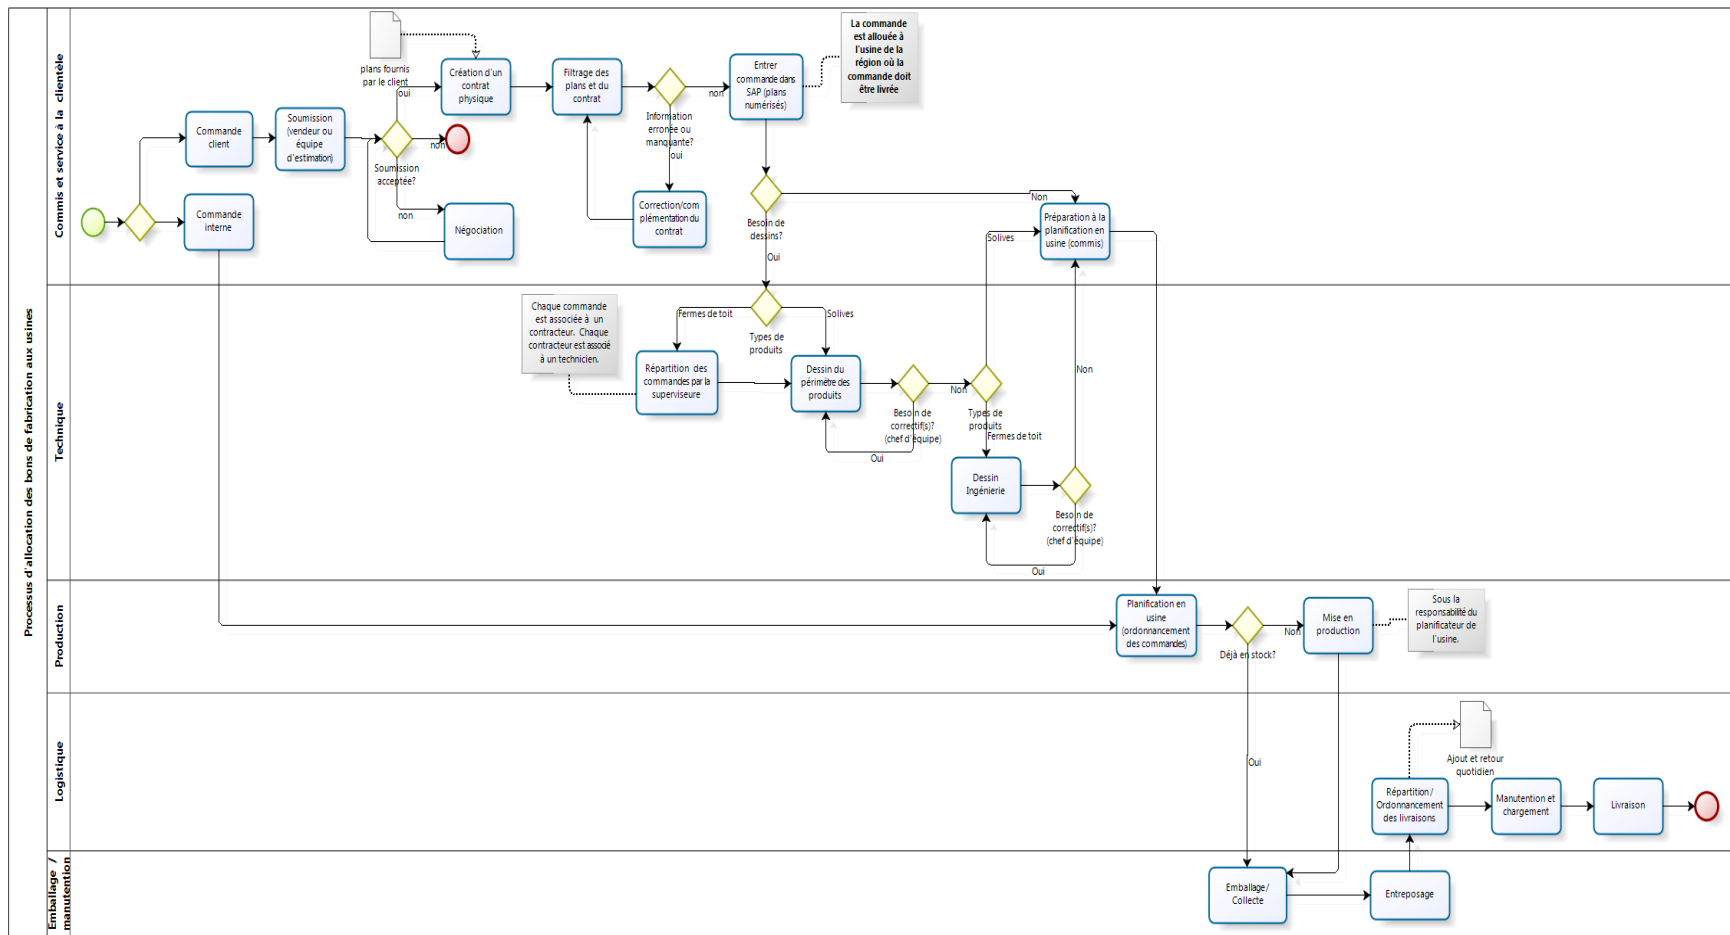 Processus d'allocation des bons de fabrication aux usines
Commis et service à la clientèle
plans fournis
par le client
oui
Création d'un
contrat
physique
Filtrage des
plans et du
contrat
Information
erronée ou
manquante?
oui
non
Entrer
commande dans
SAP (plans
numérisés)
La commande
est allouée à
l'usine de la
région où la
commande doit
être livrée
Commande
client
Soumission
(vendeur ou
équipe
d'estimation)
Soumission
acceptée?
non
non
Négociation
Commande
interne
Correction/com
plémentation du
contrat
Besoin de
dessins?
Non
Oui
Préparation à la
planification en
usine (commis)
Solives
Technique
Chaque commande
est associée à un
contracteur. Chaque
contracteur est associé
à un technicien.
Fermes de toit
Solives
Types de
produits
Répartition des
commandes par la
superviseure
Dessin du
périmètre des
produits
Besoin de
correctif(s)?
(chef d'équipe)
Oui
Non
Types de
produits
Fermes de toit
Non
Dessin
Ingénierie
Besoin de
correctif(s)?
(chef d'équipe)
Oui
Production
Planification en
usine
(ordonnancement
des commandes)
Déjà en stock?
Non
Mise en
production
Sous la
responsabilité du
planificateur de
l'usine.
Oui
Logistique
Ajout et retour
quotidien
Répartition /
Ordonnancement
des livraisons
Manutention et
chargement
Livraison
Emballage /
manutention
Emballage/
Collecte
Entreposage